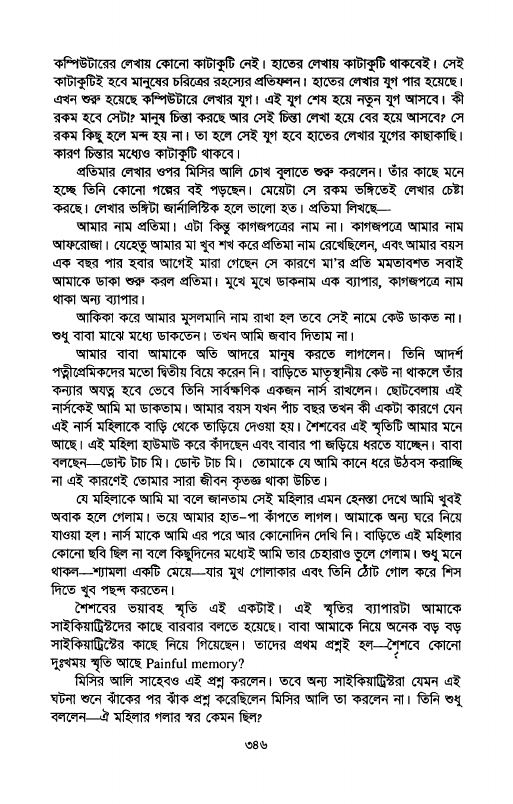 কম্পিউটারের লেখায় কোনো কাটাকুটি নেই। হাতের লেখায় কাটাকুটি থাকবেই। সেই
কাটাকুটিই হবে মানুষের চরিত্রের রহস্যের প্রতিফলন। হাতের লেখার যুগ পার হয়েছে।
এখন শুরু হয়েছে কম্পিউটারে লেখার যুগ। এই যুগ শেষ হয়ে নতুন যুগ আসবে। কী
রকম হবে সেটা? মানুষ চিন্তা করছে আর সেই চিন্তা লেখা হয়ে বের হয়ে আসবে? সে
রকম কিছু হলে মন্দ হয় না। তা হলে সেই যুগ হবে হাতের লেখার যুগের কাছাকাছি।
কারণ চিন্তার মধ্যেও কাটাকুটি থাকবে।
প্রতিমার লেখার ওপর মিসির আলি চোখ বুলাতে শুরু করলেন। তাঁর কাছে মনে
হচ্ছে তিনি কোনো গল্পের বই পড়ছেন। মেয়েটা সে রকম ভঙ্গিতেই লেখার চেষ্টা
করছে। লেখার ভঙ্গিটা জার্নালিস্টিক হলে ভালো হত। প্রতিমা লিখছে—
আমার নাম প্রতিমা। এটা কিন্তু কাগজপত্রের নাম না। কাগজপত্রে আমার নাম
আফরোজা। যেহেতু আমার মা খুব শখ করে প্রতিমা নাম রেখেছিলেন, এবং আমার বয়স
এক বছর পার হবার আগেই মারা গেছেন সে কারণে মা'র প্রতি মমতাবশত সবাই
আমাকে ডাকা শুরু করল প্রতিমা। মুখে মুখে ডাকনাম এক ব্যাপার, কাগজপত্রে নাম
থাকা অন্য ব্যাপার।
আকিকা করে আমার মুসলমানি নাম রাখা হল তবে সেই নামে কেউ ডাকত না।
শুধু বাবা মাঝে মধ্যে ডাকতেন। তখন আমি জবাব দিতাম না।
আমার বাবা আমাকে অতি আদরে মানুষ করতে লাগলেন। তিনি আদর্শ
পত্নীপ্রেমিকদের মতো দ্বিতীয় বিয়ে করেন নি। বাড়িতে মাতৃস্থানীয় কেউ না থাকলে তাঁর
কন্যার অযত্ন হবে ভেবে তিনি সার্বক্ষণিক একজন নার্স রাখলেন। ছোটবেলায় এই
নার্সকেই আমি মা ডাকতাম। আমার বয়স যখন পাঁচ বছর তখন কী একটা কারণে যেন
এই নার্স মহিলাকে বাড়ি থেকে তাড়িয়ে দেওয়া হয়। শৈশবের এই স্মৃতিটি আমার মনে
আছে। এই মহিলা হাউমাউ করে কাঁদছেন এবং বাবার পা জড়িয়ে ধরতে যাচ্ছেন। বাবা
বলছেন—ডোন্ট টাচ মি। ডোন্ট টাচ মি। তোমাকে যে আমি কানে ধরে উঠবস করাচ্ছি
না এই কারণেই তোমার সারা জীবন কৃতজ্ঞ থাকা উচিত।
যে মহিলাকে আমি মা বলে জানতাম সেই মহিলার এমন হেনস্তা দেখে আমি খুবই
অবাক হলে গেলাম। ভয়ে আমার হাত-পা কাঁপতে লাগল। আমাকে অন্য ঘরে নিয়ে
যাওয়া হল। নার্স মাকে আমি এর পরে আর কোনোদিন দেখি নি। বাড়িতে এই মহিলার
কোনো ছবি ছিল না বলে কিছুদিনের মধ্যেই আমি তার চেহারাও ভুলে গেলাম। শুধু মনে
থাকল—শ্যামলা একটি মেয়ে—যার মুখ গোলাকার এবং তিনি ঠোঁট গোল করে শিস
দিতে খুব পছন্দ করতেন।
শৈশবের ভয়াবহ স্মৃতি এই একটাই। এই স্মৃতির ব্যাপারটা আমাকে
সাইকিয়াট্রিস্টদের কাছে বারবার বলতে হয়েছে। বাবা আমাকে নিয়ে অনেক বড় বড়
সাইকিয়াট্রিস্টের কাছে নিয়ে গিয়েছেন। তাদের প্রথম প্রশ্নই হল—শৈশবে কোনো
দুঃখময় স্মৃতি আছে Painful memory?
মিসির আলি সাহেবও এই প্রশ্ন করলেন। তবে অন্য সাইকিয়াট্রিস্টরা যেমন এই
ঘটনা শুনে ঝাঁকের পর ঝাঁক প্রশ্ন করেছিলেন মিসির আলি তা করলেন না। তিনি শুধু
বললেন—ঐ মহিলার গলার স্বর কেমন ছিল?
৩৪৬